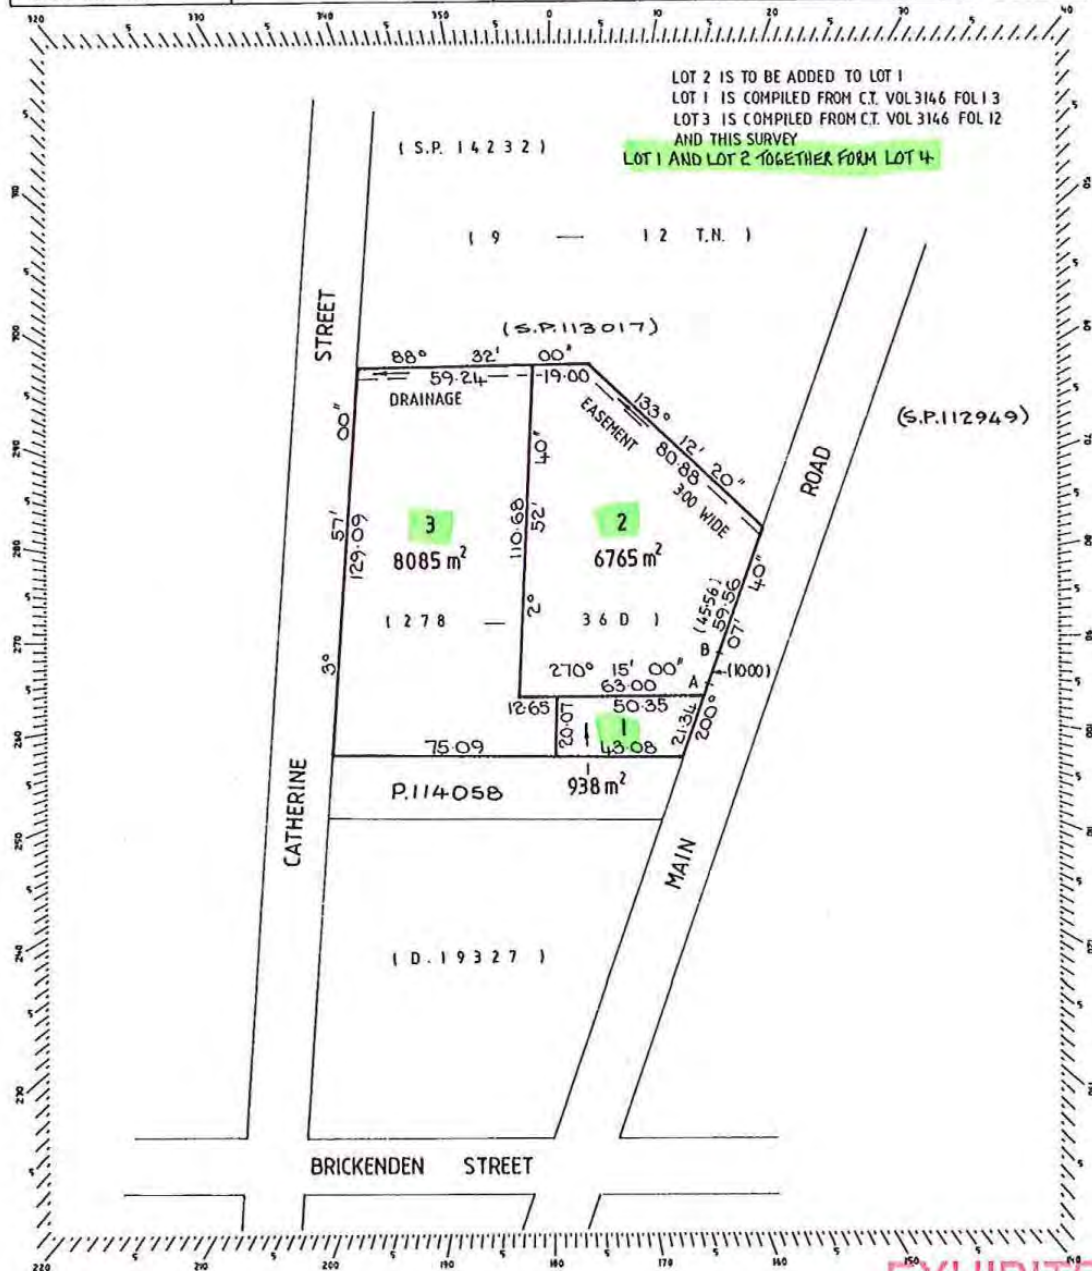 LOT 2 IS TO BE ADDED TO LOT 1
LOT 1 IS COMPILED FROM C.T. VOL 3146 FOL 13
LOT 3 IS COMPILED FROM C.T. VOL 3146 FOL 12
AND THIS SURVEY
LOT 1 AND LOT 2 TOGETHER FORM LOT 4
( S.P. 14232 )
( 9 — 12 T.N. )
STREET
(S.P.113017)
88° 32' 00"
59.24
19.00
DRAINAGE
EASEMENT
133° 12' 20"
80.88
3.00 WIDE
(S.P.112949)
ROAD
3° 57' 00"
129.09
3
8085 m²
2° 52' 40"
110.68
2
6765 m²
( 278 — 36D )
(45.56)
59.56
200° 07' 40"
B
(10.00)
A
270° 15' 00"
63.00
12.65
50.35
20.07
1
21.34
75.09
43.08
938 m²
P.114058
CATHERINE
MAIN
( D. 19327 )
BRICKENDEN STREET